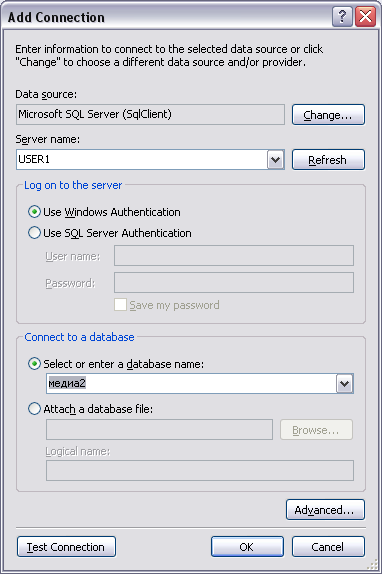 Add Connection
Enter information to connect to the selected data source or click
"Change" to choose a different data source and/or provider.
Data source:
Microsoft SQL Server (SqlClient)
Change...
Server name:
USER1
Refresh
Log on to the server
Use Windows Authentication
Use SQL Server Authentication
User name:
Password:
Save my password
Connect to a database
Select or enter a database name:
медиа2
Attach a database file:
Browse...
Logical name:
Advanced...
Test Connection
OK
Cancel